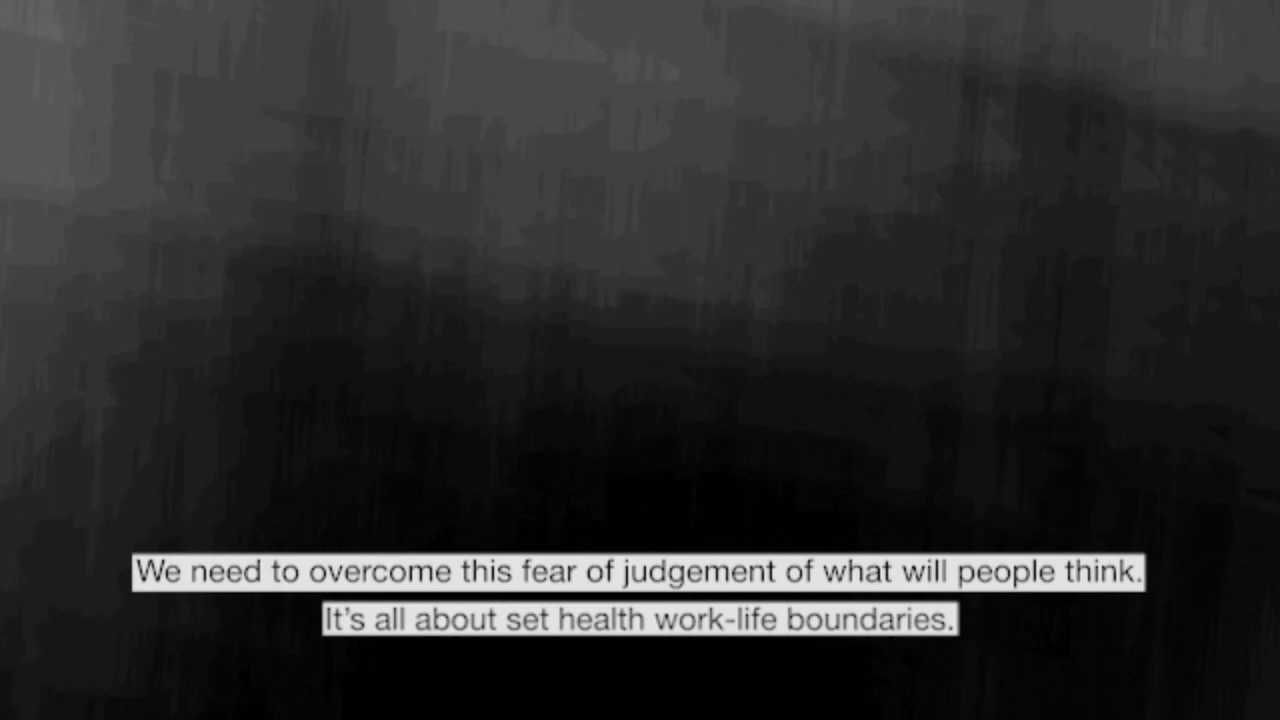 We need to overcome this fear of judgement of what will people think.
It’s all about set health work-life boundaries.